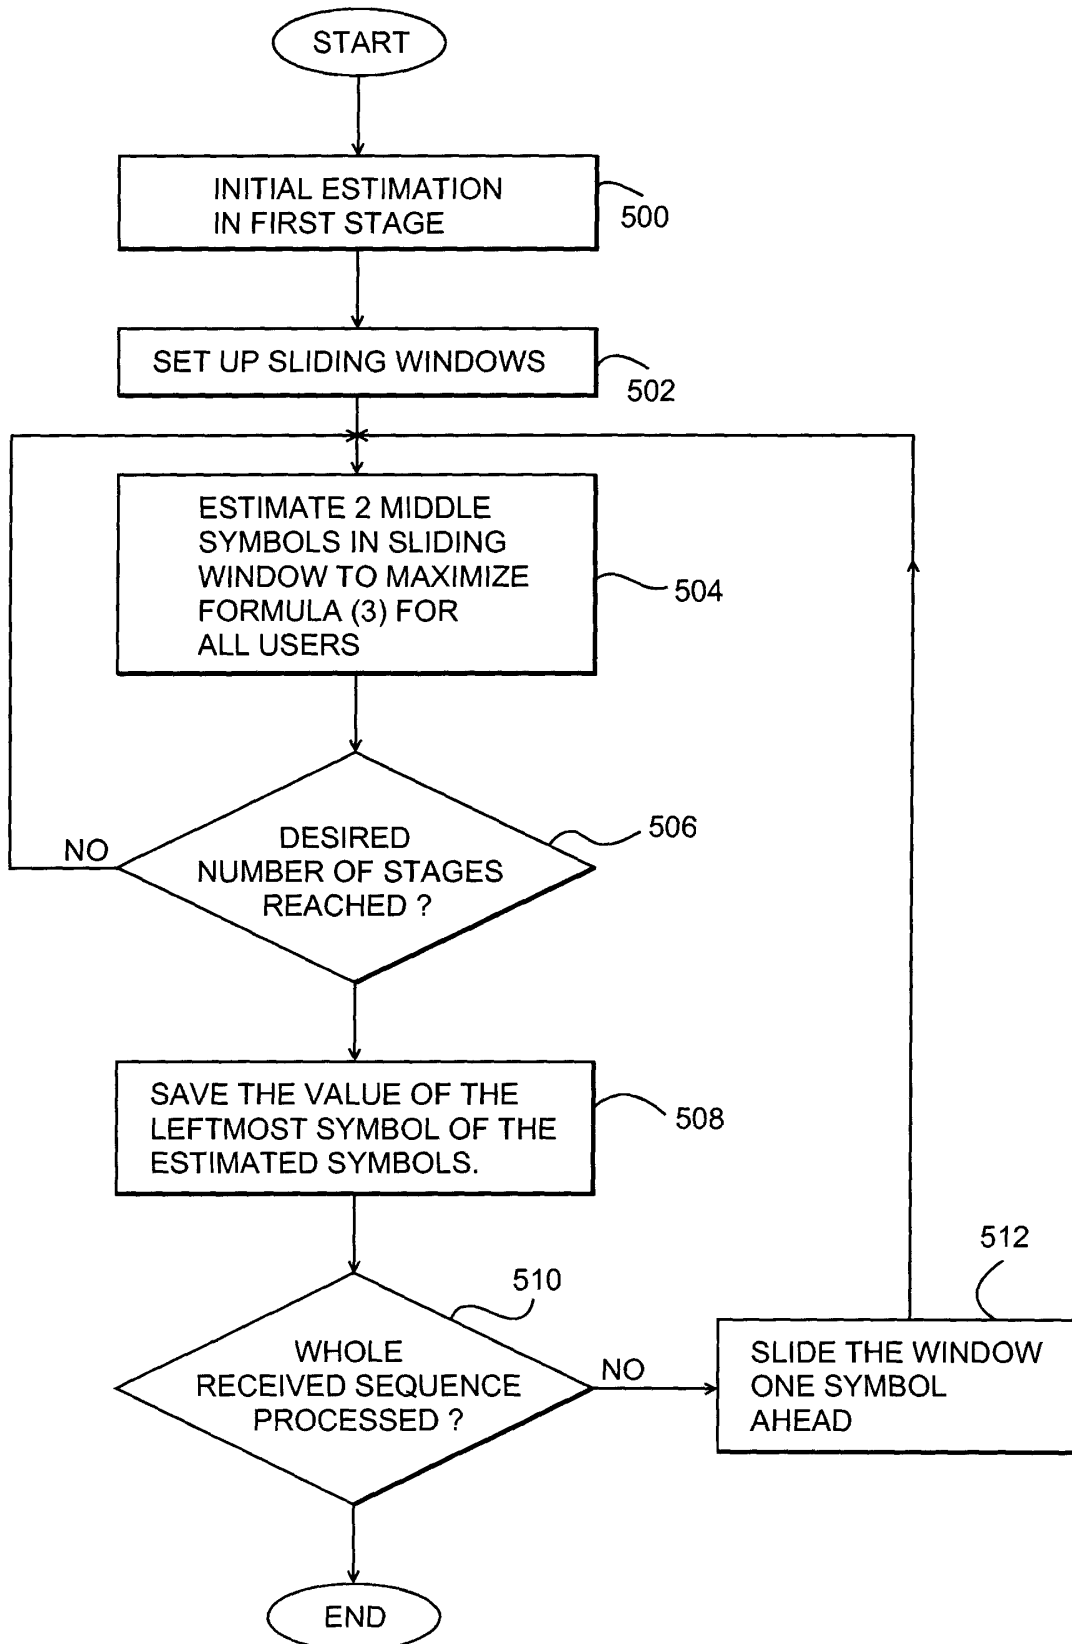 START
INITIAL ESTIMATION
IN FIRST STAGE
500
SET UP SLIDING WINDOWS
502
ESTIMATE 2 MIDDLE
SYMBOLS IN SLIDING
WINDOW TO MAXIMIZE
FORMULA (3) FOR
ALL USERS
504
DESIRED
NUMBER OF STAGES
REACHED ?
506
NO
SAVE THE VALUE OF THE
LEFTMOST SYMBOL OF THE
ESTIMATED SYMBOLS.
508
WHOLE
RECEIVED SEQUENCE
PROCESSED ?
510
NO
512
SLIDE THE WINDOW
ONE SYMBOL
AHEAD
END